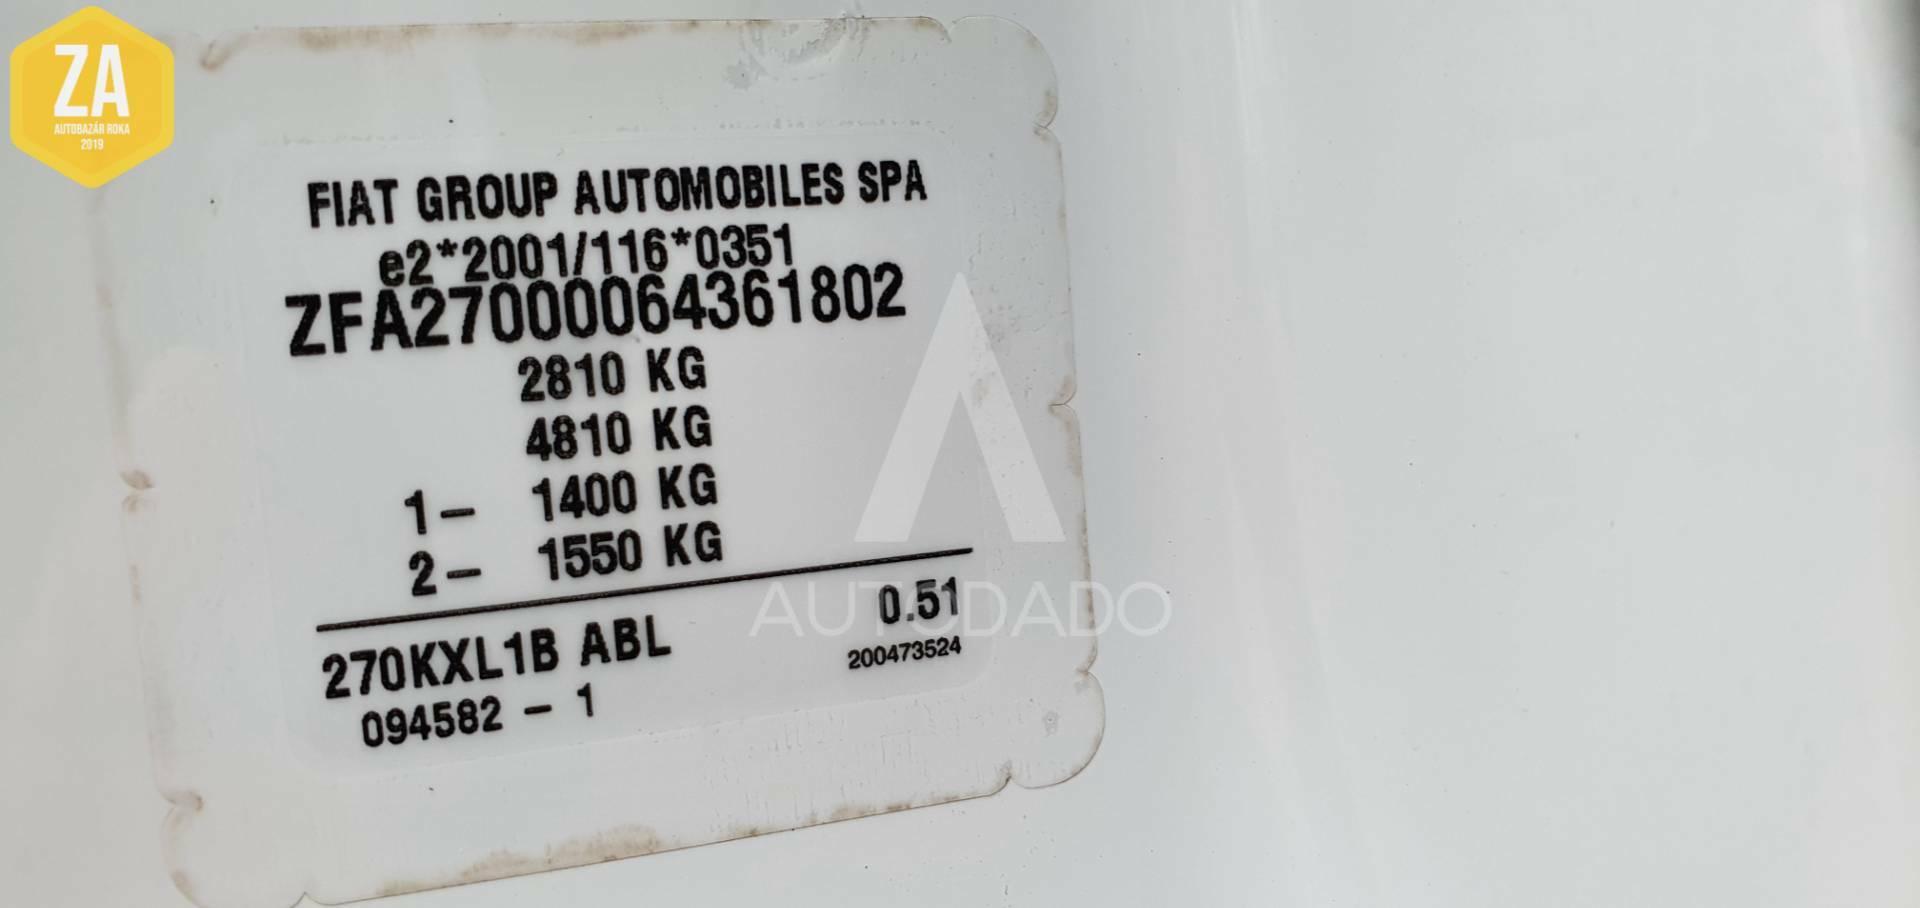 ZA
AUTOBAZÁR ROKA
2019
FIAT GROUP AUTOMOBILES SPA
e2*2001/116*0351
ZFA27000064361802
2810 KG
4810 KG
1- 1400 KG
2- 1550 KG
AUTODADO
270KXL1B ABL 0.51
094582 - 1 200473524